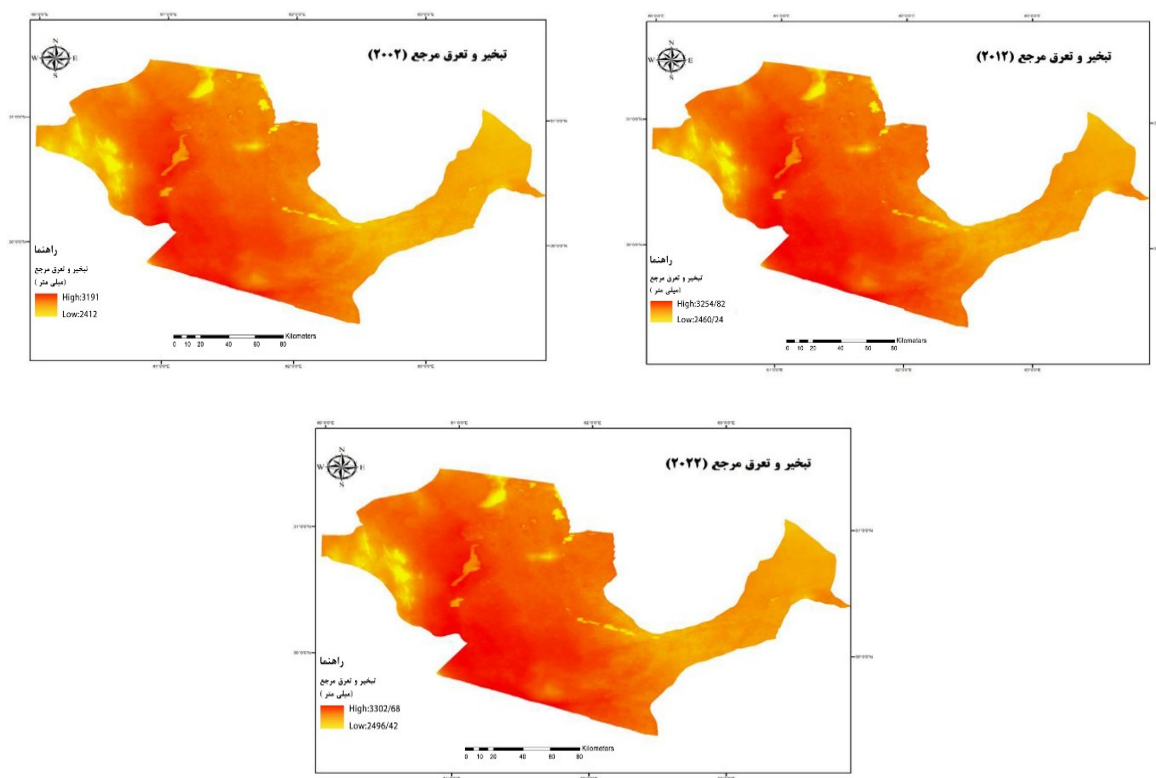 تبخیر و تعرق مرجع (۲۰۰۲)
N
W E
S
راهنما
تبخیر و تعرق مرجع
(میلی متر )
High:3191
Low:2412
Kilometers
0 10 20 40 60 80
تبخیر و تعرق مرجع (۲۰۱۲)
N
W E
S
راهنما
تبخیر و تعرق مرجع
(میلی متر )
High:3254/82
Low:2460/24
Kilometers
0 10 20 40 60 80
تبخیر و تعرق مرجع (۲۰۲۲)
N
W E
S
راهنما
تبخیر و تعرق مرجع
(میلی متر )
High:3302/68
Low:2496/42
Kilometers
0 10 20 40 60 80